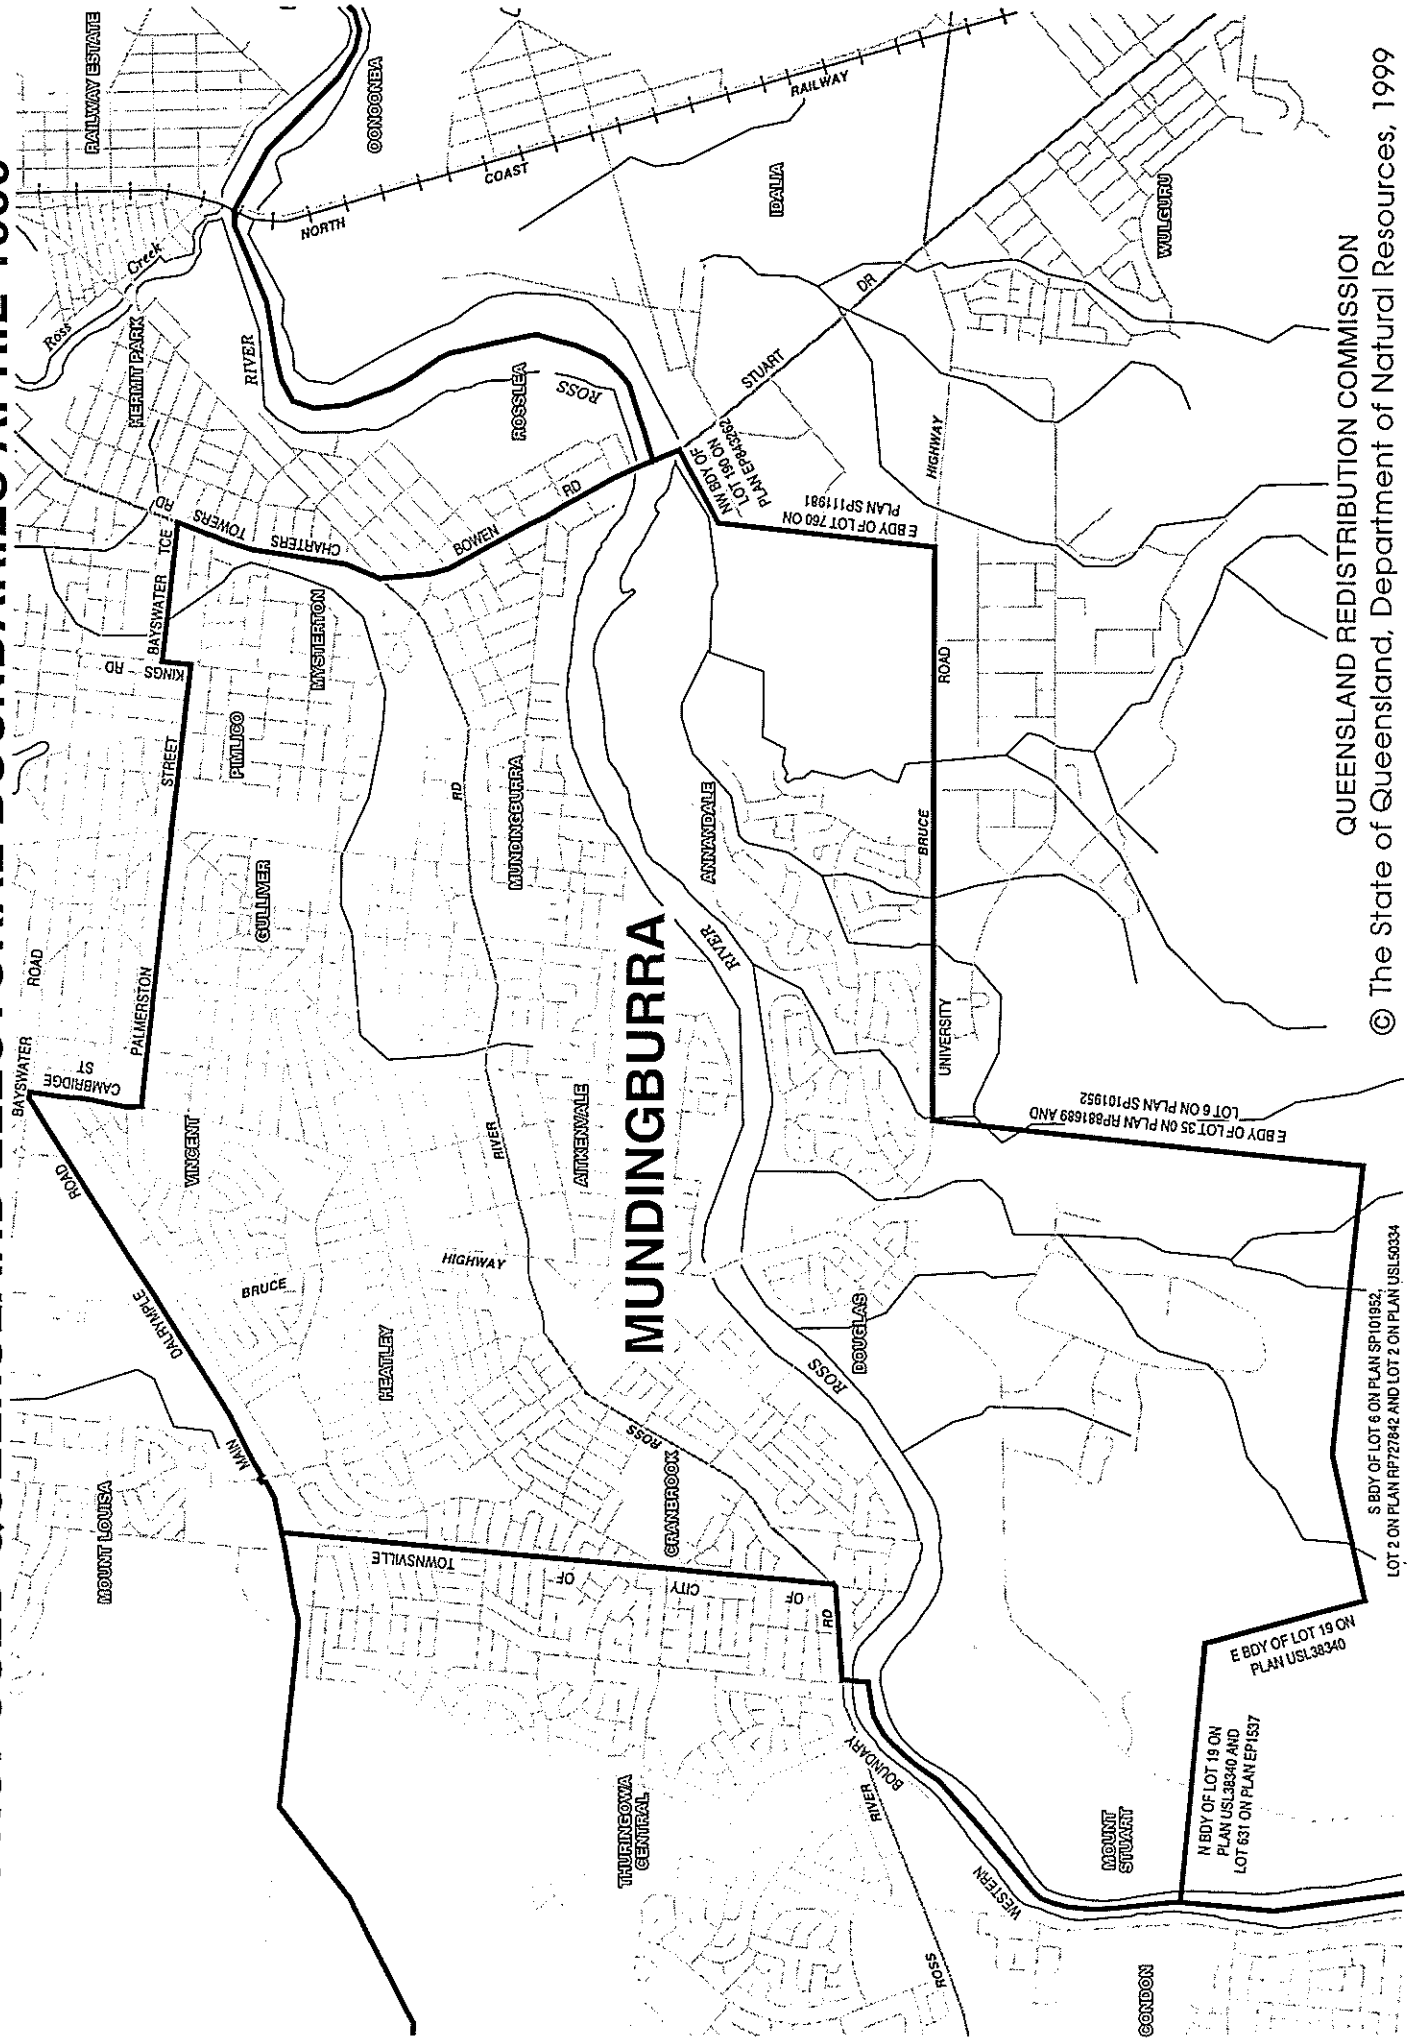 RAILWAY ESTATE
OONOONBA
NORTH
COAST
RAILWAY
IDALIA
WULGURU
Ross
Creek
HERMIT PARK
RIVER
ROSSLEA
ROSS
STUART
DR
HIGHWAY
NW BDY OF
LOT 190 ON
PLAN EP843262
E BDY OF LOT 760 ON
PLAN SP111981
BAYSWATER
TCE
RD
TOWERS
CHARTERS
BOWEN
RD
KINGS
RD
MYSTERTON
PIMLICO
STREET
PALMERSTON
ROAD
BAYSWATER
CAMBRIDGE
ST
GULLIVER
RD
MUNDINGBURRA
ANNANDALE
BRUCE
ROAD
UNIVERSITY
RIVER
MUNDINGBURRA
VINCENT
RIVER
AITKENVALE
ROAD
DALRYMPLE
MAIN
BRUCE
HIGHWAY
HEATLEY
ROSS
CRANBROOK
ROSS
DOUGLAS
E BDY OF LOT 35 ON PLAN RP881689 AND
LOT 6 ON PLAN SP101952
S BDY OF LOT 6 ON PLAN SP101952,
LOT 2 ON PLAN RP727842 AND LOT 2 ON PLAN USL50334
E BDY OF LOT 19 ON
PLAN USL38340
N BDY OF LOT 19 ON
PLAN USL38340 AND
LOT 631 ON PLAN EP1537
MOUNT LOUISA
TOWNSVILLE
OF
CITY
OF
RD
BOUNDARY
WESTERN
RIVER
ROSS
THURINGOWA
CENTRAL
MOUNT
STUART
CONDON
QUEENSLAND REDISTRIBUTION COMMISSION
© The State of Queensland, Department of Natural Resources, 1999